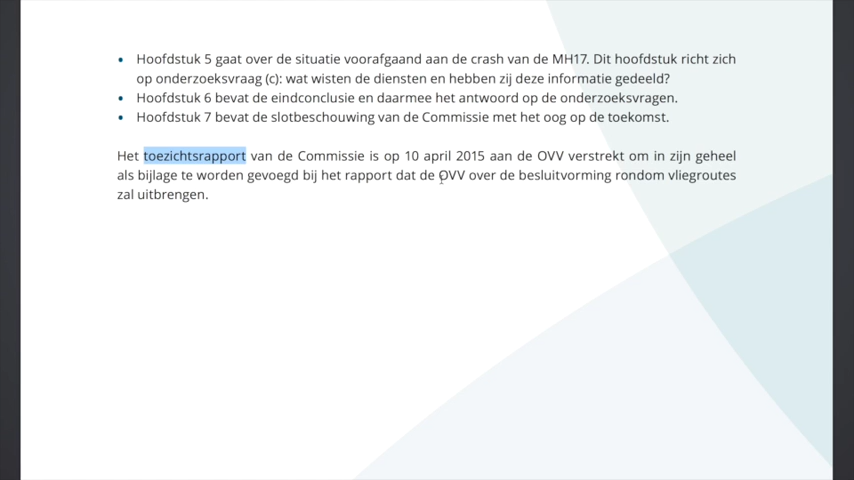 • Hoofdstuk 5 gaat over de situatie voorafgaand aan de crash van de MH17. Dit hoofdstuk richt zich
op onderzoeksvraag (c): wat wisten de diensten en hebben zij deze informatie gedeeld?
• Hoofdstuk 6 bevat de eindconclusie en daarmee het antwoord op de onderzoeksvragen.
• Hoofdstuk 7 bevat de slotbeschouwing van de Commissie met het oog op de toekomst.
Het toezichtsrapport van de Commissie is op 10 april 2015 aan de OVV verstrekt om in zijn geheel
als bijlage te worden gevoegd bij het rapport dat de OVV over de besluitvorming rondom vliegroutes
zal uitbrengen.